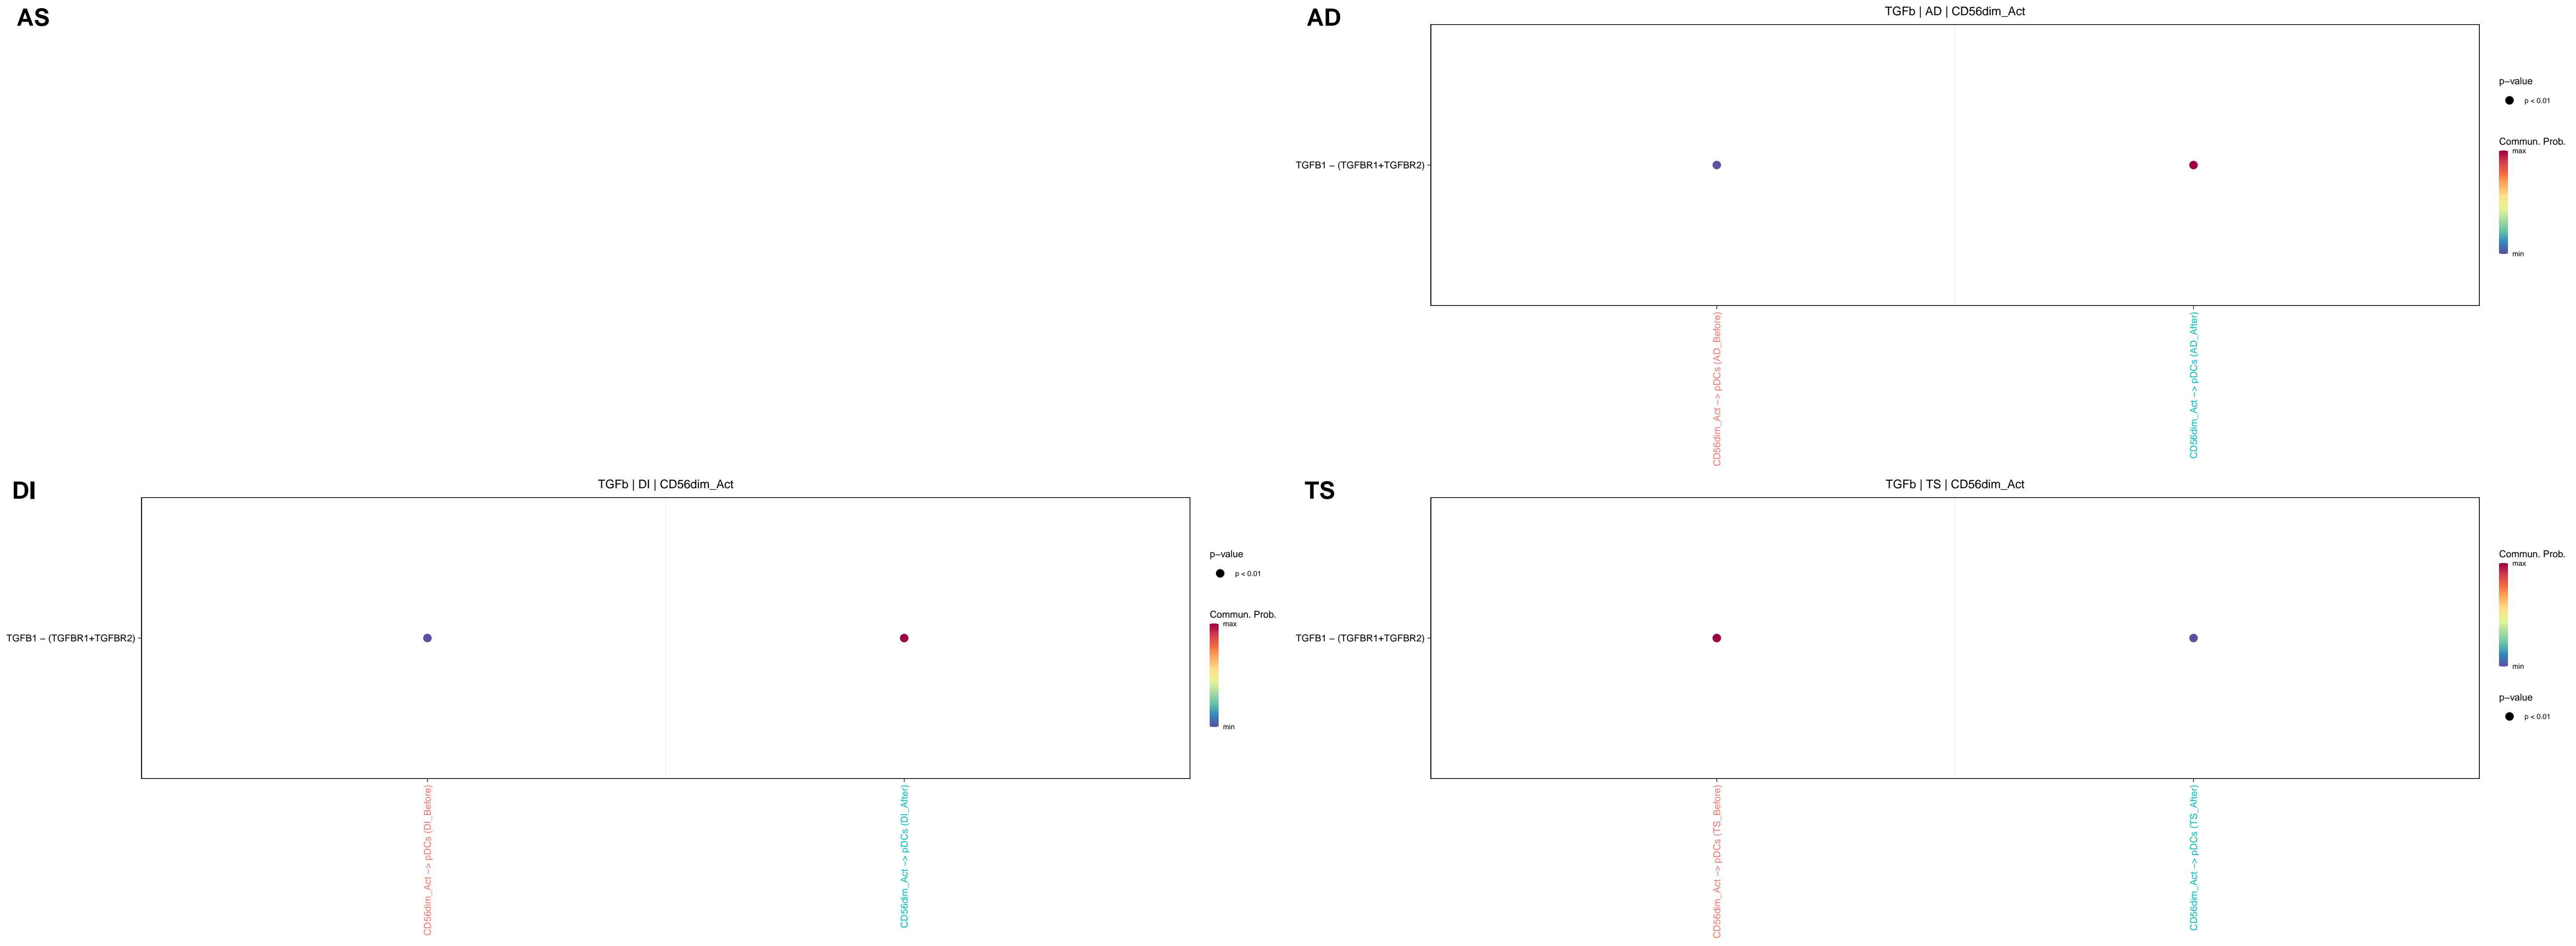 AS
AD
TGFb | AD | CD56dim_Act
TGFB1 − (TGFBR1+TGFBR2)
CD56dim_Act −> pDCs (AD_Before)
CD56dim_Act −> pDCs (AD_After)
p−value
p < 0.01
Commun. Prob.
max
min
DI
TGFb | DI | CD56dim_Act
TGFB1 − (TGFBR1+TGFBR2)
CD56dim_Act −> pDCs (DI_Before)
CD56dim_Act −> pDCs (DI_After)
p−value
p < 0.01
Commun. Prob.
max
min
TS
TGFb | TS | CD56dim_Act
TGFB1 − (TGFBR1+TGFBR2)
CD56dim_Act −> pDCs (TS_Before)
CD56dim_Act −> pDCs (TS_After)
Commun. Prob.
max
min
p−value
p < 0.01